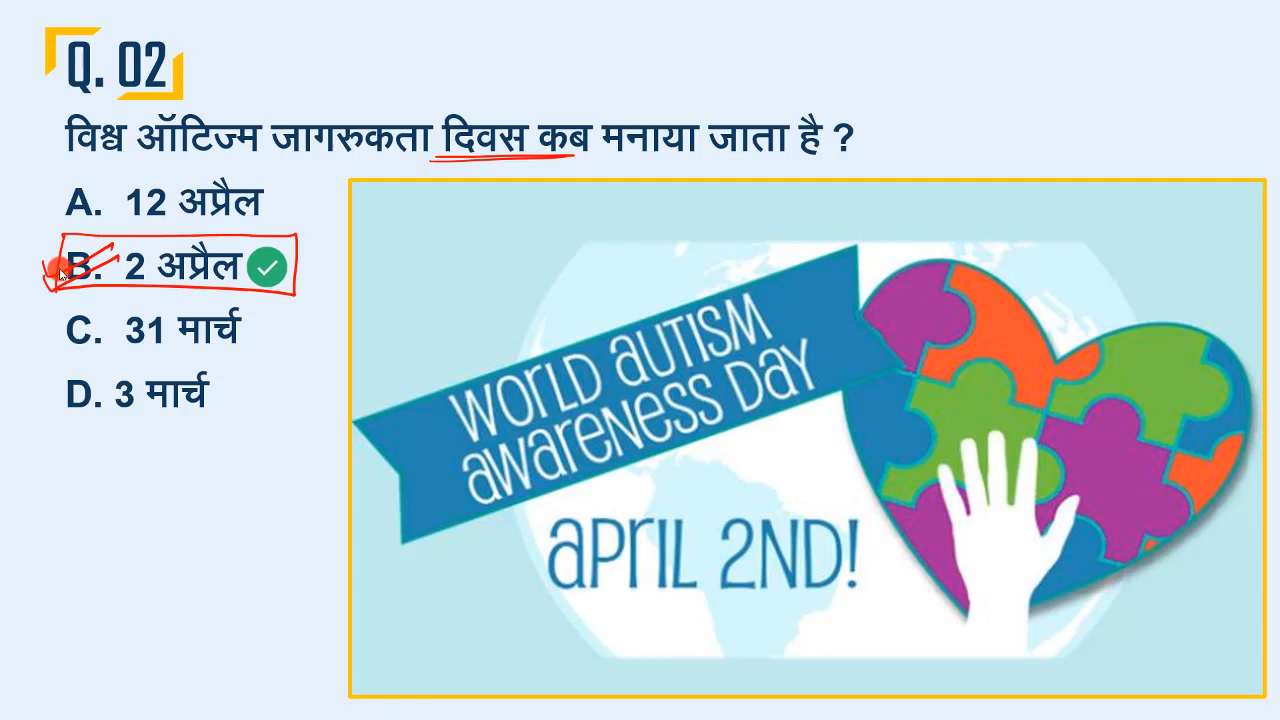 Q. 02
विश्व ऑटिज्म जागरुकता दिवस कब मनाया जाता है ?
A. 12 अप्रैल
B. 2 अप्रैल
C. 31 मार्च
D. 3 मार्च
WORLD AUTISM
AWARENESS DAY
APRIL 2ND!